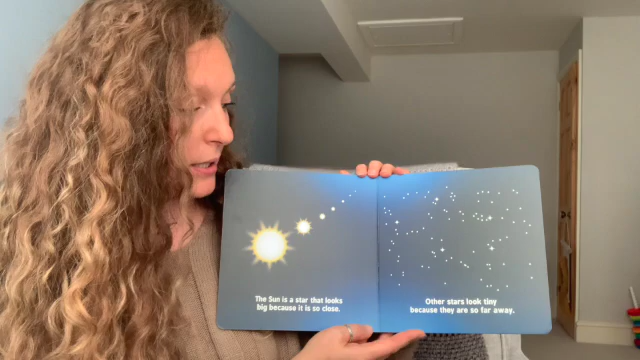 The Sun is a star that looks
big because it is so close.
Other stars look tiny
because they are so far away.